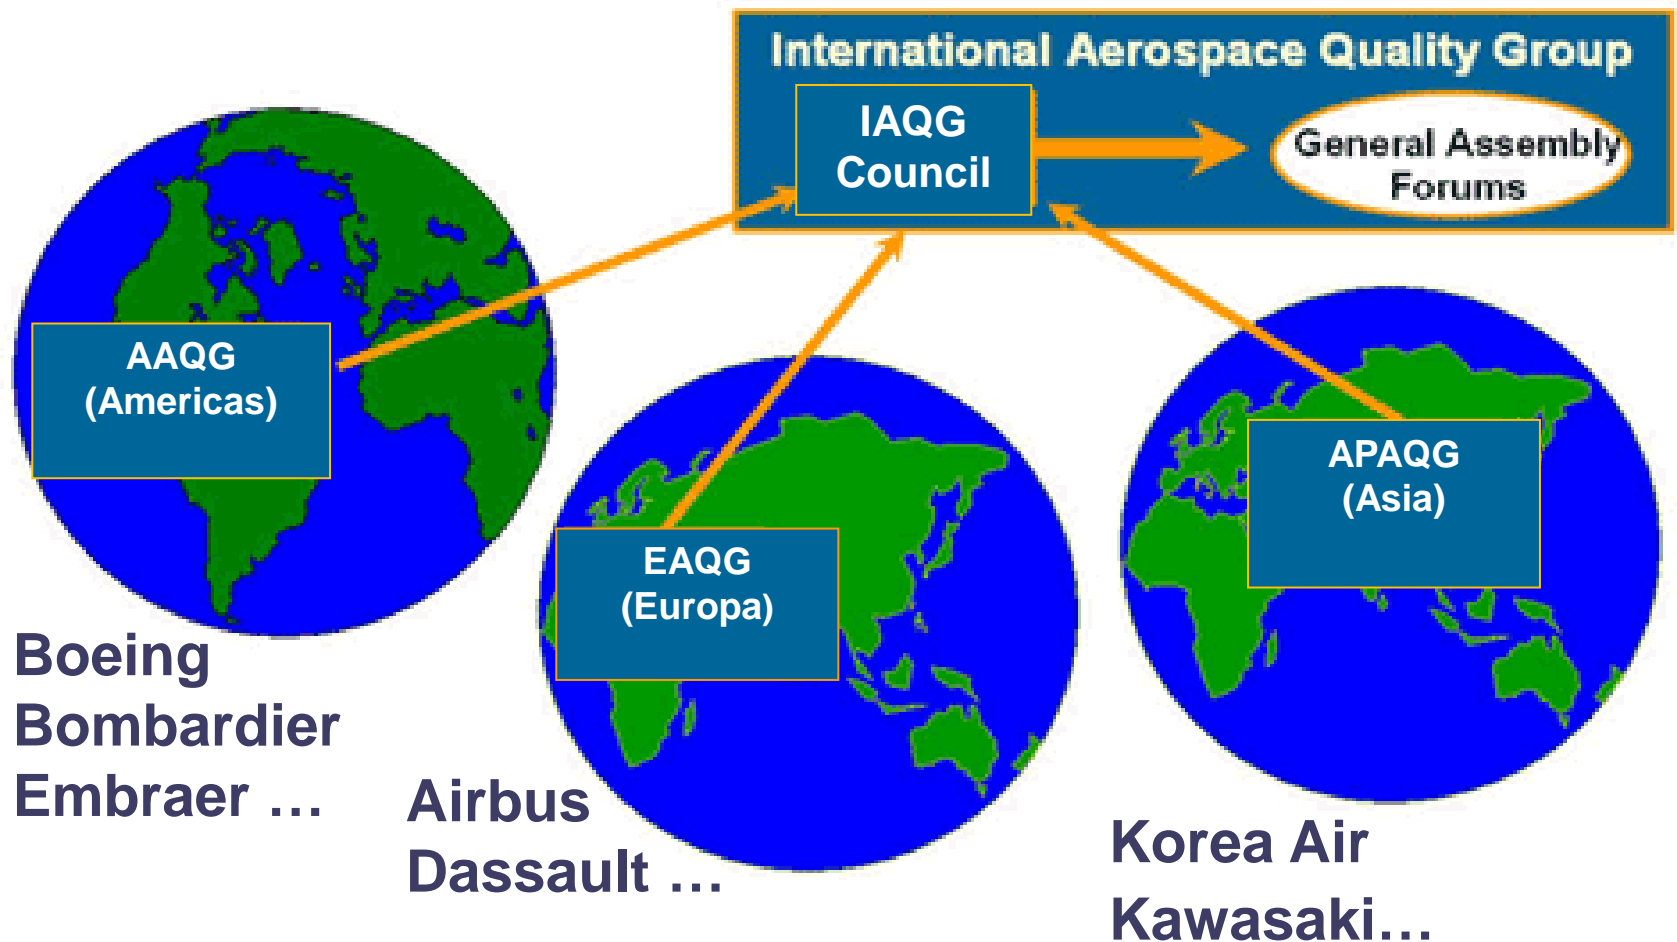 International Aerospace Quality Group
IAQG
Council
General Assembly
Forums
AAQG
(Americas)
EAQG
(Europa)
APAQG
(Asia)
Boeing
Bombardier
Embraer …
Airbus
Dassault …
Korea Air
Kawasaki…